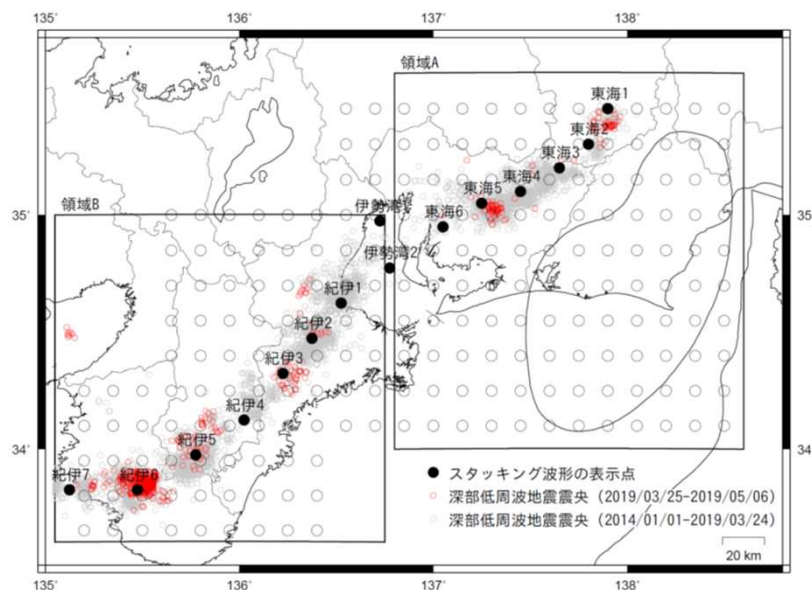 135°
136°
137°
138°
領域A
東海1
東海2
東海3
東海4
東海5
東海6
35°
35°
領域B
伊勢湾
伊勢湾2
紀伊1
紀伊2
紀伊3
紀伊4
紀伊5
紀伊6
紀伊7
34°
34°
スタッキング波形の表示点
深部低周波地震震央（2019/03/25-2019/05/06）
深部低周波地震震央（2014/01/01-2019/03/24）
20 km
135°
136°
137°
138°